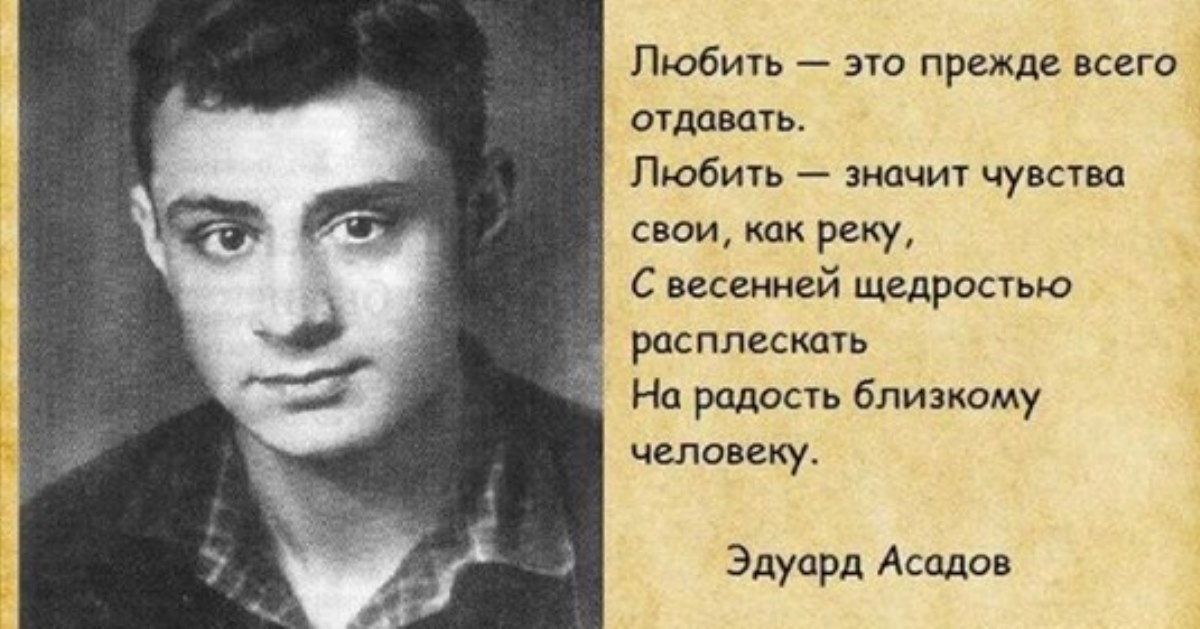 Любить — это прежде всего
отдавать.
Любить — значит чувства
свои, как реку,
С весенней щедростью
расплескать
На радость близкому
человеку.
Эдуард Асадов